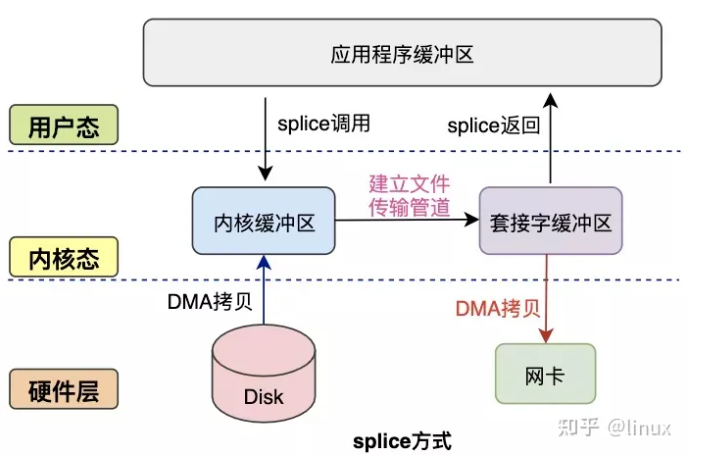 应用程序缓冲区
用户态
splice调用
splice返回
建立文件
传输管道
内核缓冲区
套接字缓冲区
内核态
DMA拷贝
DMA拷贝
硬件层
Disk
网卡
知乎 @linux
splice方式